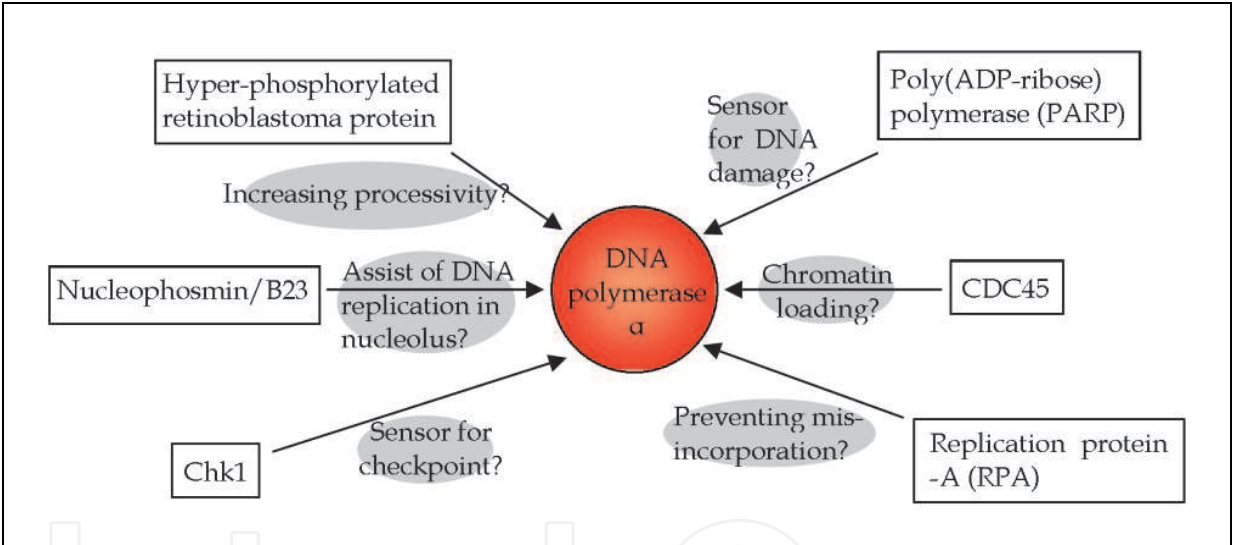 Hyper-phosphorylated
retinoblastoma protein
Increasing processivity?
Poly(ADP-ribose)
polymerase (PARP)
Sensor
for DNA
damage?
Nucleophosmin/B23
Assist of DNA
replication in
nucleolus?
DNA
polymerase
α
Chromatin
loading?
CDC45
Chk1
Sensor for
checkpoint?
Preventing mis-
incorporation?
Replication protein
-A (RPA)